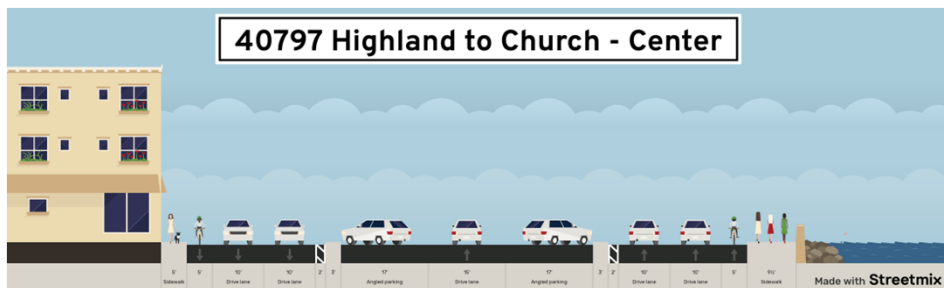 40797 Highland to Church - Center
5' 5' 10' 10' 2' 3' 17' 15' 17' 3' 2' 10' 10' 5' 9½'
Sidewalk Drive lane Drive lane Angled parking Drive lane Angled parking Drive lane Drive lane Sidewalk
Made with Streetmix